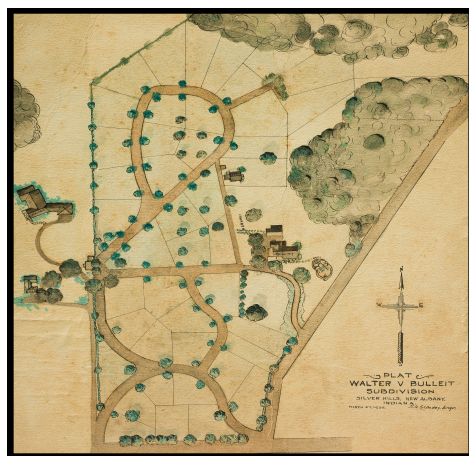 PLAT
WALTER V BULLEIT
SUBDIVISION
SILVER HILLS, NEW ALBANY,
INDIANA.